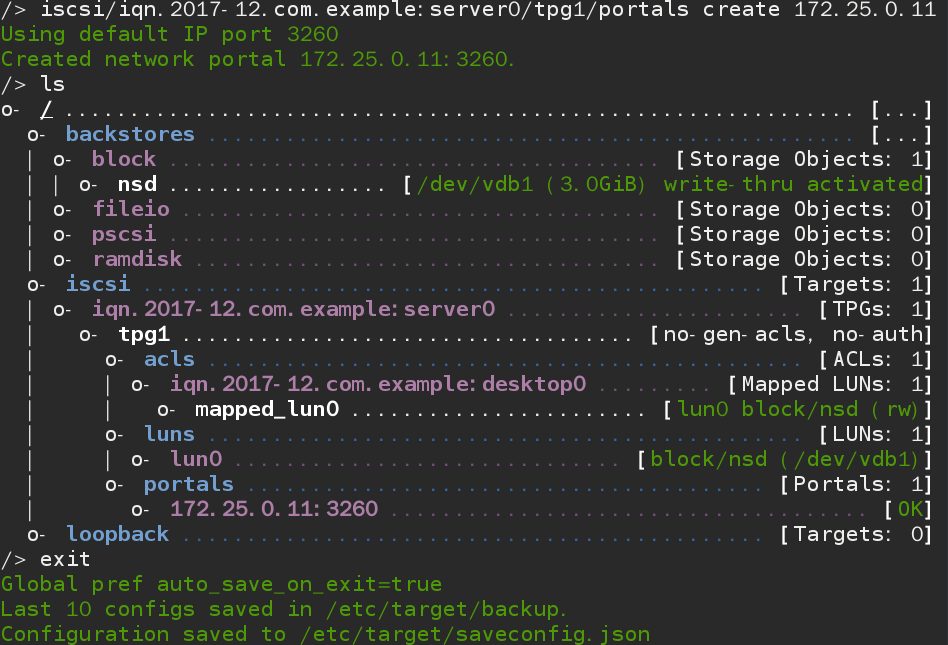 /> iscsi/iqn.2017-12.com.example:server0/tpg1/portals create 172.25.0.11
Using default IP port 3260
Created network portal 172.25.0.11:3260.
/> ls
o- / ............................................................. [...]
  o- backstores ................................................... [...]
  | o- block ...................................... [Storage Objects: 1]
  | | o- nsd ................. [/dev/vdb1 (3.0GiB) write-thru activated]
  | o- fileio ..................................... [Storage Objects: 0]
  | o- pscsi ...................................... [Storage Objects: 0]
  | o- ramdisk .................................... [Storage Objects: 0]
  o- iscsi ................................................ [Targets: 1]
  | o- iqn.2017-12.com.example:server0 ....................... [TPGs: 1]
  |   o- tpg1 ................................... [no-gen-acls, no-auth]
  |     o- acls .............................................. [ACLs: 1]
  |     | o- iqn.2017-12.com.example:desktop0 .......... [Mapped LUNs: 1]
  |     |   o- mapped_lun0 ....................... [lun0 block/nsd (rw)]
  |     o- luns .............................................. [LUNs: 1]
  |     | o- lun0 .............................. [block/nsd (/dev/vdb1)]
  |     o- portals ........................................ [Portals: 1]
  |       o- 172.25.0.11:3260 ..................................... [OK]
  o- loopback ............................................. [Targets: 0]
/> exit
Global pref auto_save_on_exit=true
Last 10 configs saved in /etc/target/backup.
Configuration saved to /etc/target/saveconfig.json